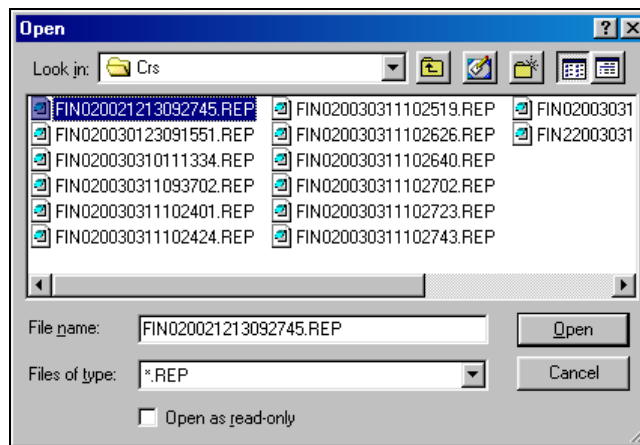 Open
Look in: Crs
FIN020021213092745.REP FIN020030311102519.REP FIN02003031
FIN020030123091551.REP FIN020030311102626.REP FIN22003031
FIN020030310111334.REP FIN020030311102640.REP
FIN020030311093702.REP FIN020030311102702.REP
FIN020030311102401.REP FIN020030311102723.REP
FIN020030311102424.REP FIN020030311102743.REP
File name: FIN020021213092745.REP Open
Files of type: *.REP Cancel
Open as read-only